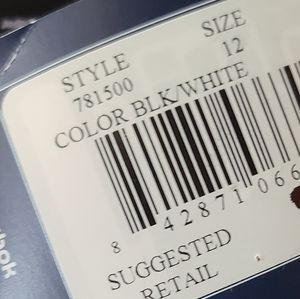 STYLE SIZE
781500 12
COLOR BLK/WHITE
8 42871 066
SUGGESTED
RETAIL